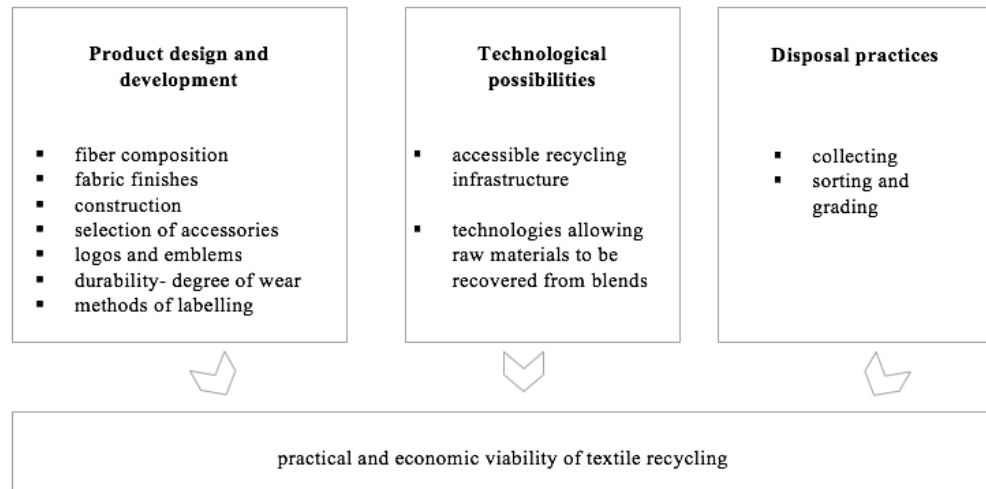 Product design and
development
▪ fiber composition
▪ fabric finishes
▪ construction
▪ selection of accessories
▪ logos and emblems
▪ durability- degree of wear
▪ methods of labelling
Technological
possibilities
▪ accessible recycling
infrastructure
▪ technologies allowing
raw materials to be
recovered from blends
Disposal practices
▪ collecting
▪ sorting and
grading
practical and economic viability of textile recycling